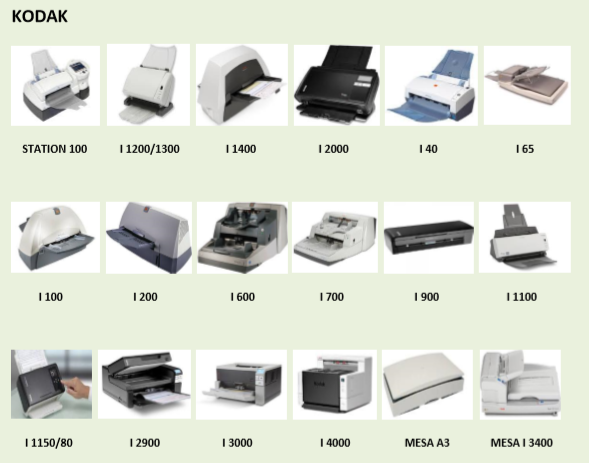 KODAK
STATION 100 I 1200/1300 I 1400 I 2000 I 40 I 65
I 100 I 200 I 600 I 700 I 900 I 1100
I 1150/80 I 2900 I 3000 I 4000 MESA A3 MESA I 3400